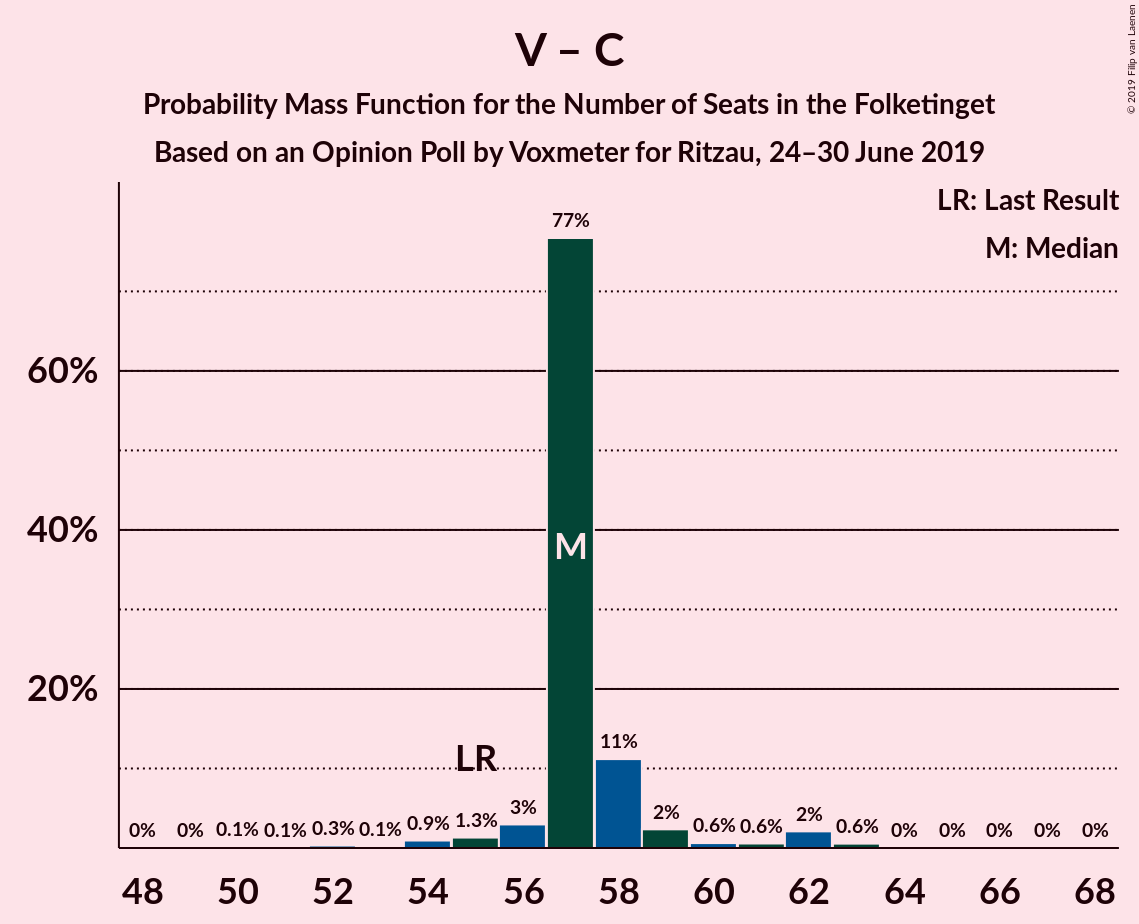 V – C
Probability Mass Function for the Number of Seats in the Folketinget
Based on an Opinion Poll by Voxmeter for Ritzau, 24–30 June 2019
© 2019 Filip van Laenen
LR: Last Result
M: Median
60%
40%
20%
0% 0% 0.1% 0.1% 0.3% 0.1% 0.9% 1.3% 3% 77% 11% 2% 0.6% 0.6% 2% 0.6% 0% 0% 0% 0% 0%
LR
M
48 50 52 54 56 58 60 62 64 66 68